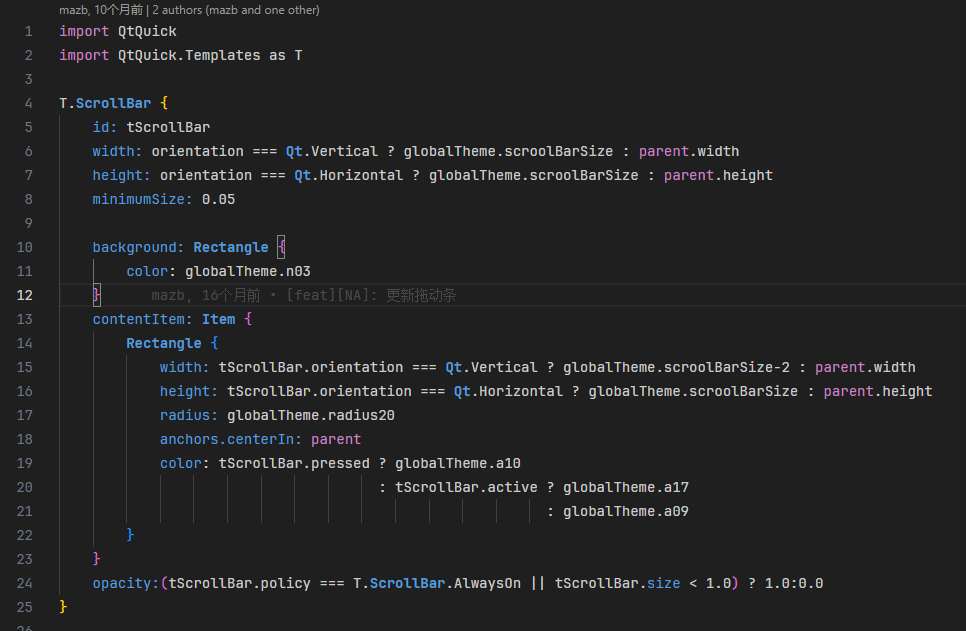 mazb, 10个月前 | 2 authors (mazb and one other)
1 import QtQuick
2 import QtQuick.Templates as T
3
4 T.ScrollBar {
5     id: tScrollBar
6     width: orientation === Qt.Vertical ? globalTheme.scroolBarSize : parent.width
7     height: orientation === Qt.Horizontal ? globalTheme.scroolBarSize : parent.height
8     minimumSize: 0.05
9
10     background: Rectangle {
11         color: globalTheme.n03
12     }      mazb, 16个月前 • [feat][NA]: 更新拖动条
13     contentItem: Item {
14         Rectangle {
15             width: tScrollBar.orientation === Qt.Vertical ? globalTheme.scroolBarSize-2 : parent.width
16             height: tScrollBar.orientation === Qt.Horizontal ? globalTheme.scroolBarSize : parent.height
17             radius: globalTheme.radius20
18             anchors.centerIn: parent
19             color: tScrollBar.pressed ? globalTheme.a10
20                                       : tScrollBar.active ? globalTheme.a17
21                                                           : globalTheme.a09
22         }
23     }
24     opacity:(tScrollBar.policy === T.ScrollBar.AlwaysOn || tScrollBar.size < 1.0) ? 1.0:0.0
25 }
26